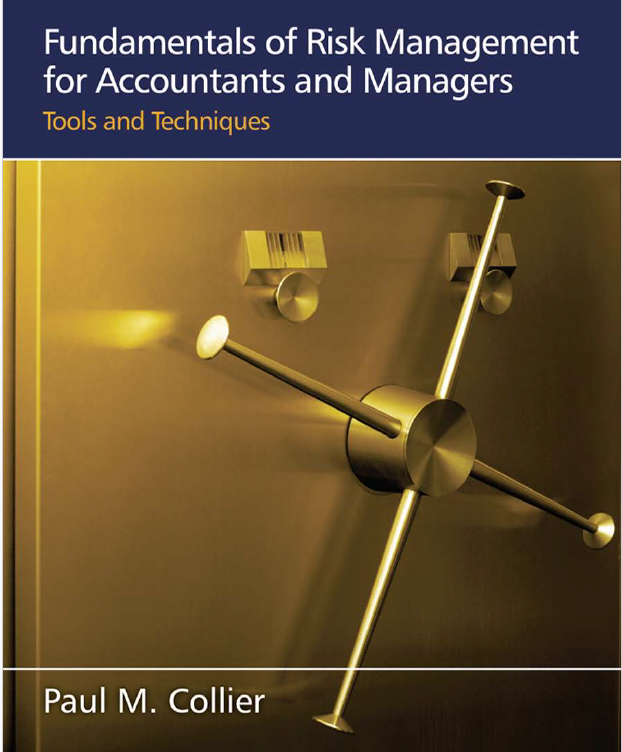 Fundamentals of Risk Management
for Accountants and Managers
Tools and Techniques
Paul M. Collier